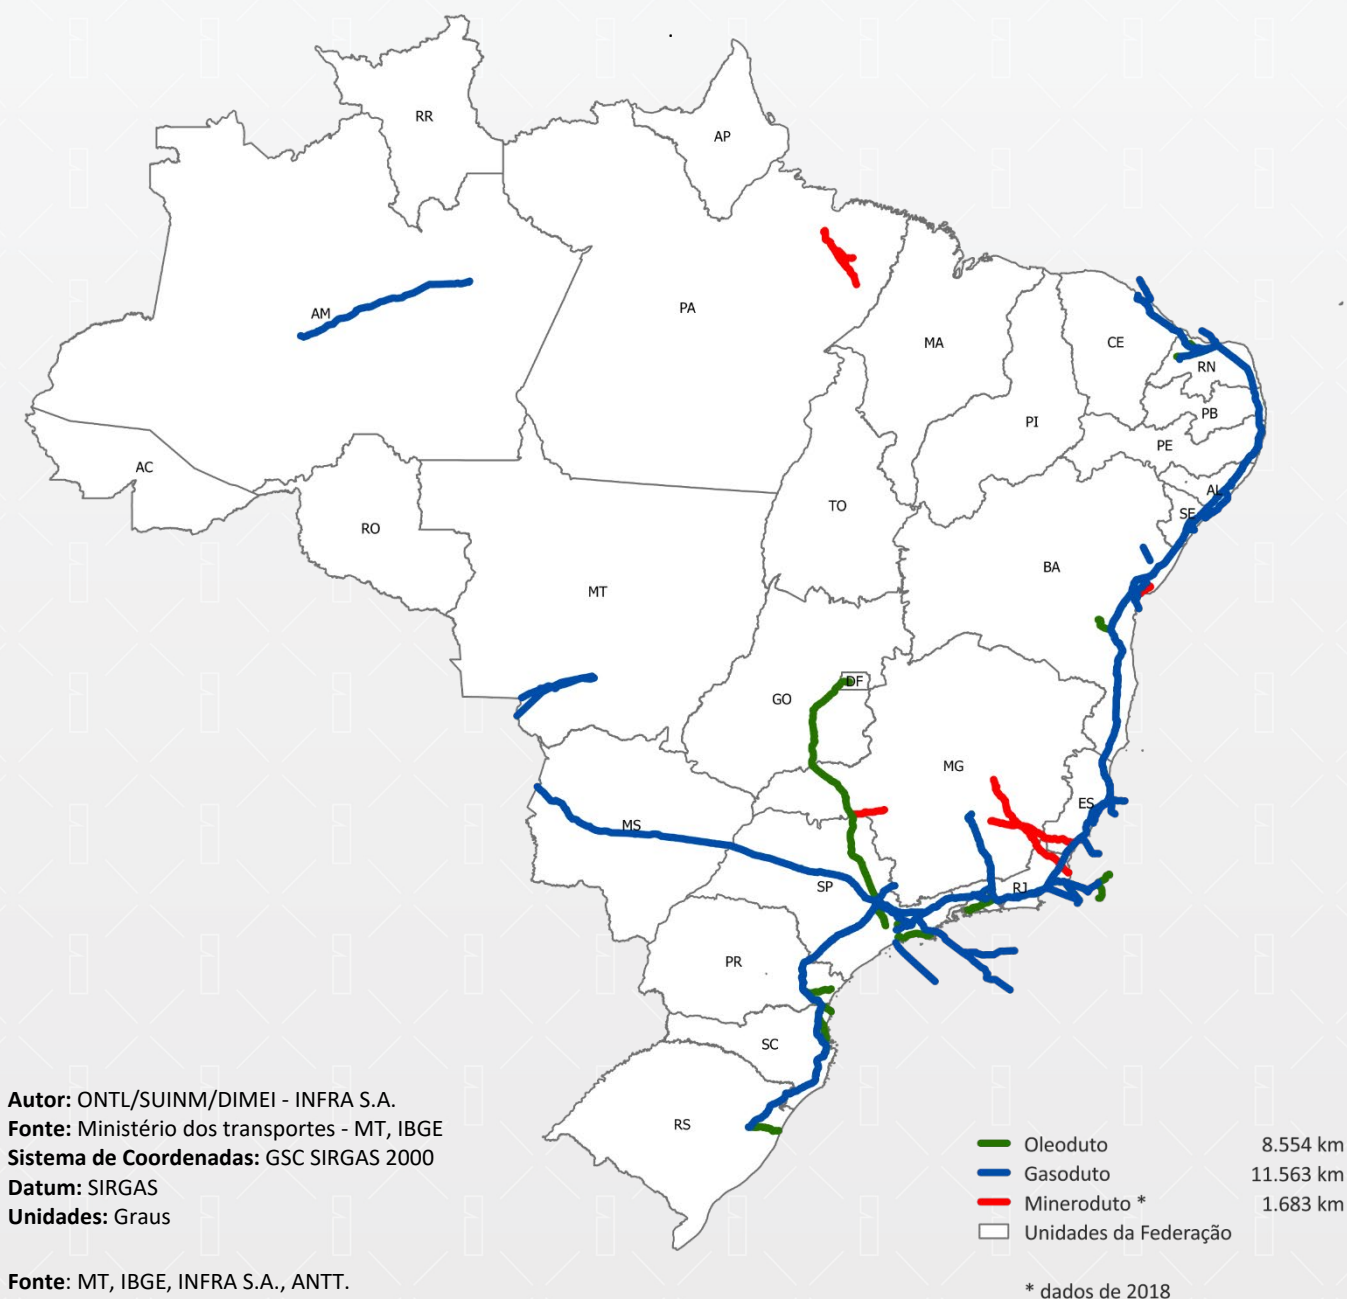 RR
AP
AM
PA
MA
CE
RN
PB
PI
PE
AC
AL
TO
SE
RO
BA
MT
DF
GO
MG
ES
MS
SP
RJ
PR
SC
RS
Autor: ONTL/SUINM/DIMEI - INFRA S.A.
Fonte: Ministério dos transportes - MT, IBGE
Sistema de Coordenadas: GSC SIRGAS 2000
Datum: SIRGAS
Unidades: Graus
Fonte: MT, IBGE, INFRA S.A., ANTT.
Oleoduto 8.554 km
Gasoduto 11.563 km
Mineroduto * 1.683 km
Unidades da Federação
* dados de 2018